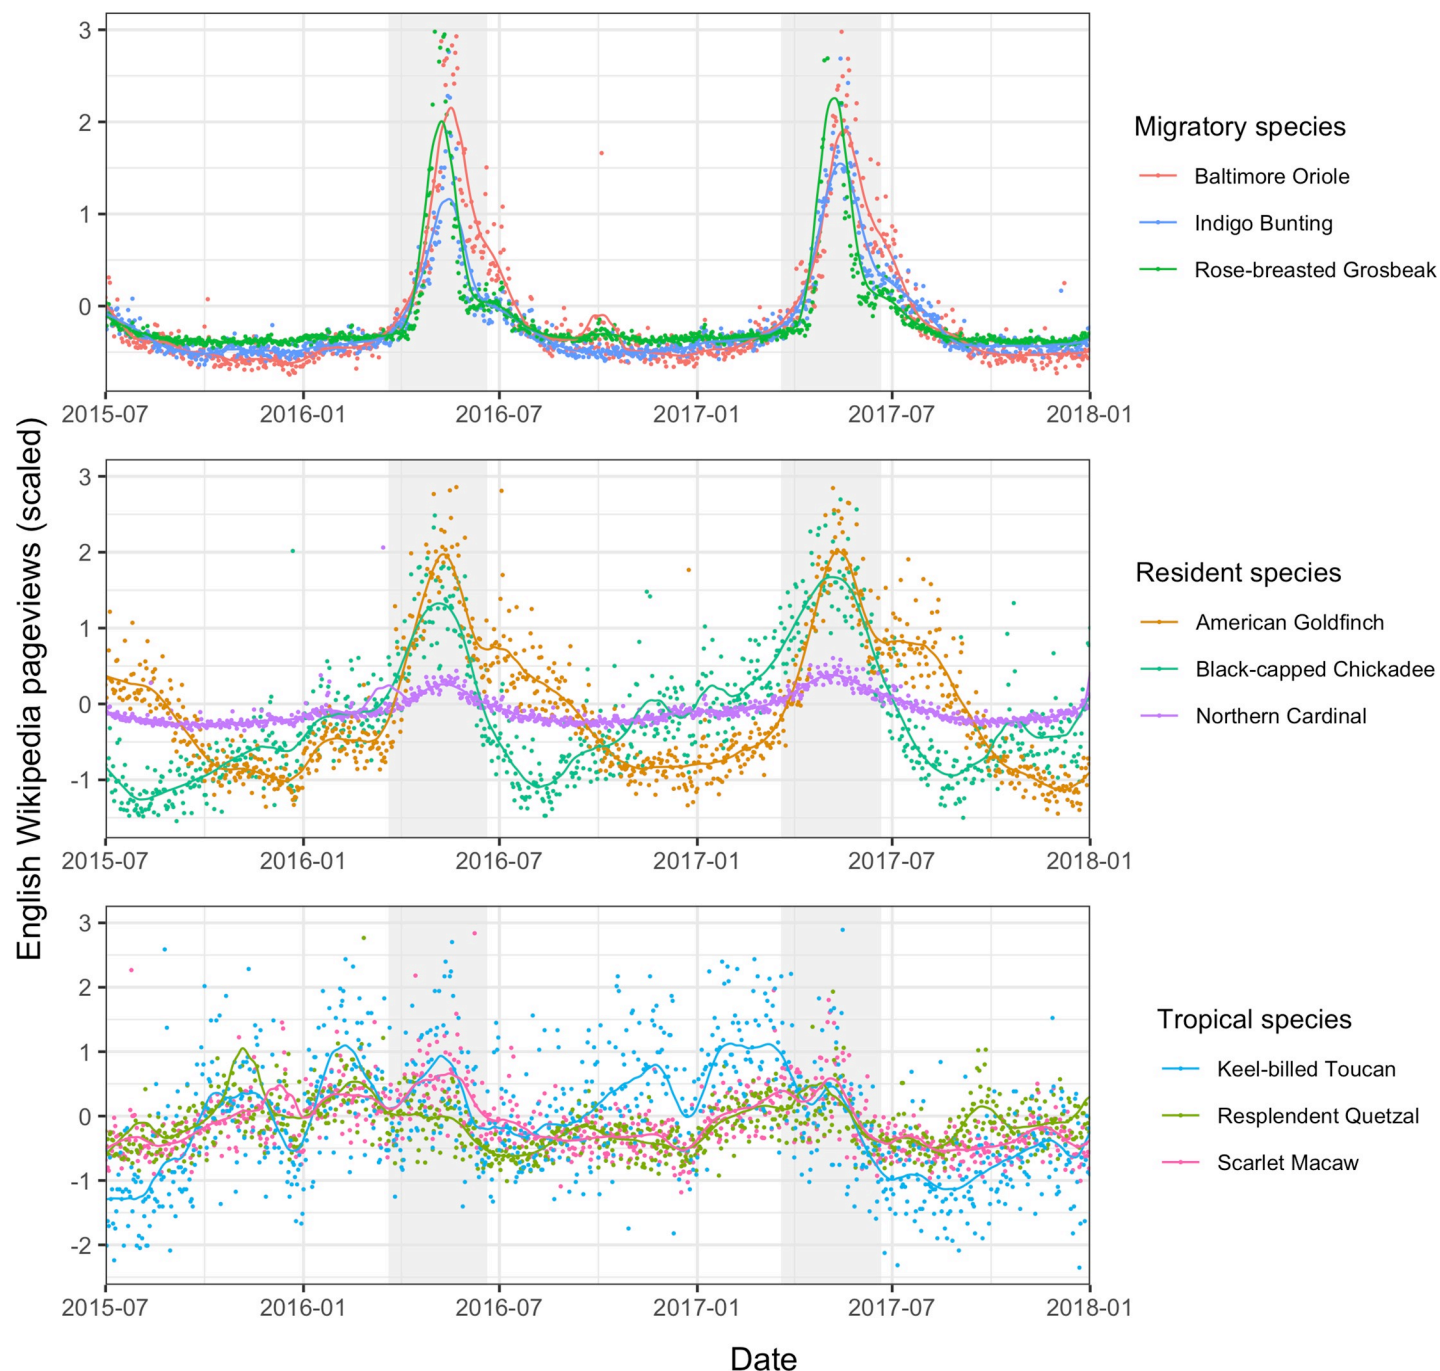 3
2
1
0
2015-07 2016-01 2016-07 2017-01 2017-07 2018-01
Migratory species
Baltimore Oriole
Indigo Bunting
Rose-breasted Grosbeak
English Wikipedia pageviews (scaled)
3
2
1
0
-1
2015-07 2016-01 2016-07 2017-01 2017-07 2018-01
Resident species
American Goldfinch
Black-capped Chickadee
Northern Cardinal
3
2
1
0
-1
-2
2015-07 2016-01 2016-07 2017-01 2017-07 2018-01
Tropical species
Keel-billed Toucan
Resplendent Quetzal
Scarlet Macaw
Date